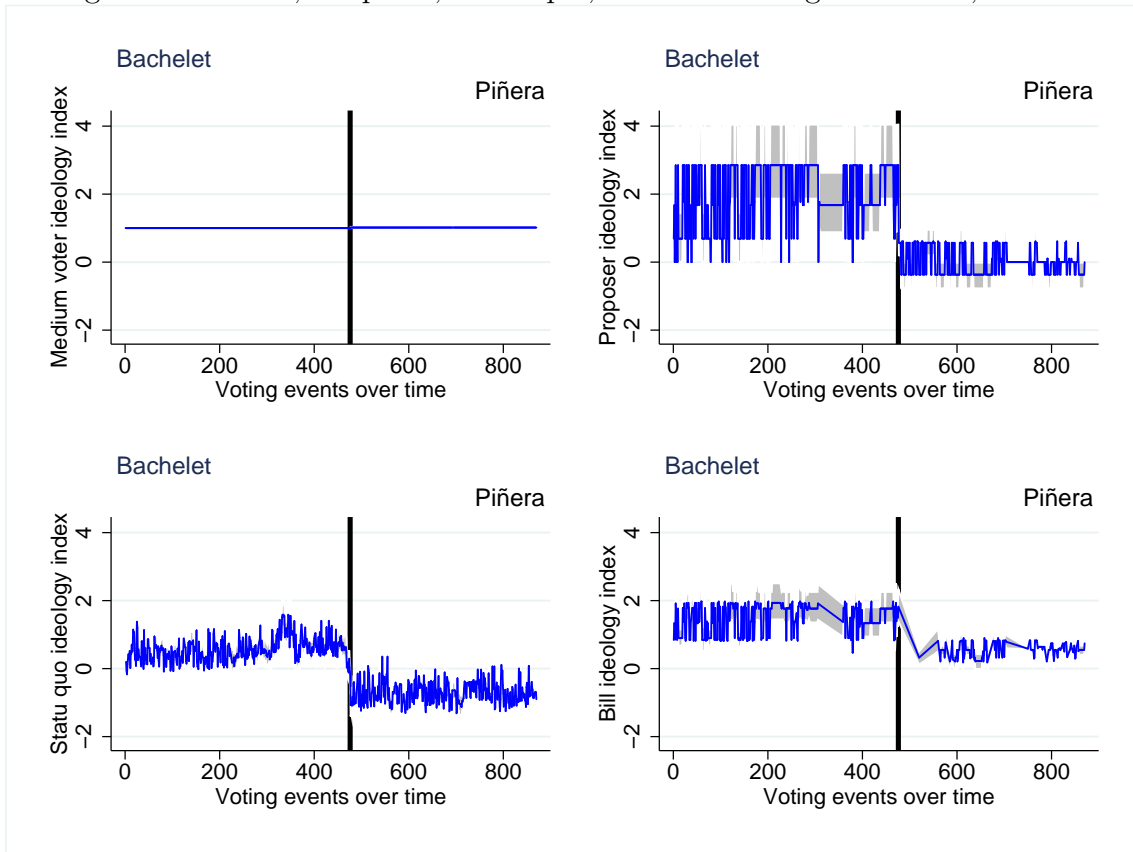 Bachelet
Piñera
Medium voter ideology index
4
2
0
−2
0 200 400 600 800
Voting events over time
Bachelet
Piñera
Proposer ideology index
4
2
0
−2
0 200 400 600 800
Voting events over time
Bachelet
Piñera
Statu quo ideology index
4
2
0
−2
0 200 400 600 800
Voting events over time
Bachelet
Piñera
Bill ideology index
4
2
0
−2
0 200 400 600 800
Voting events over time